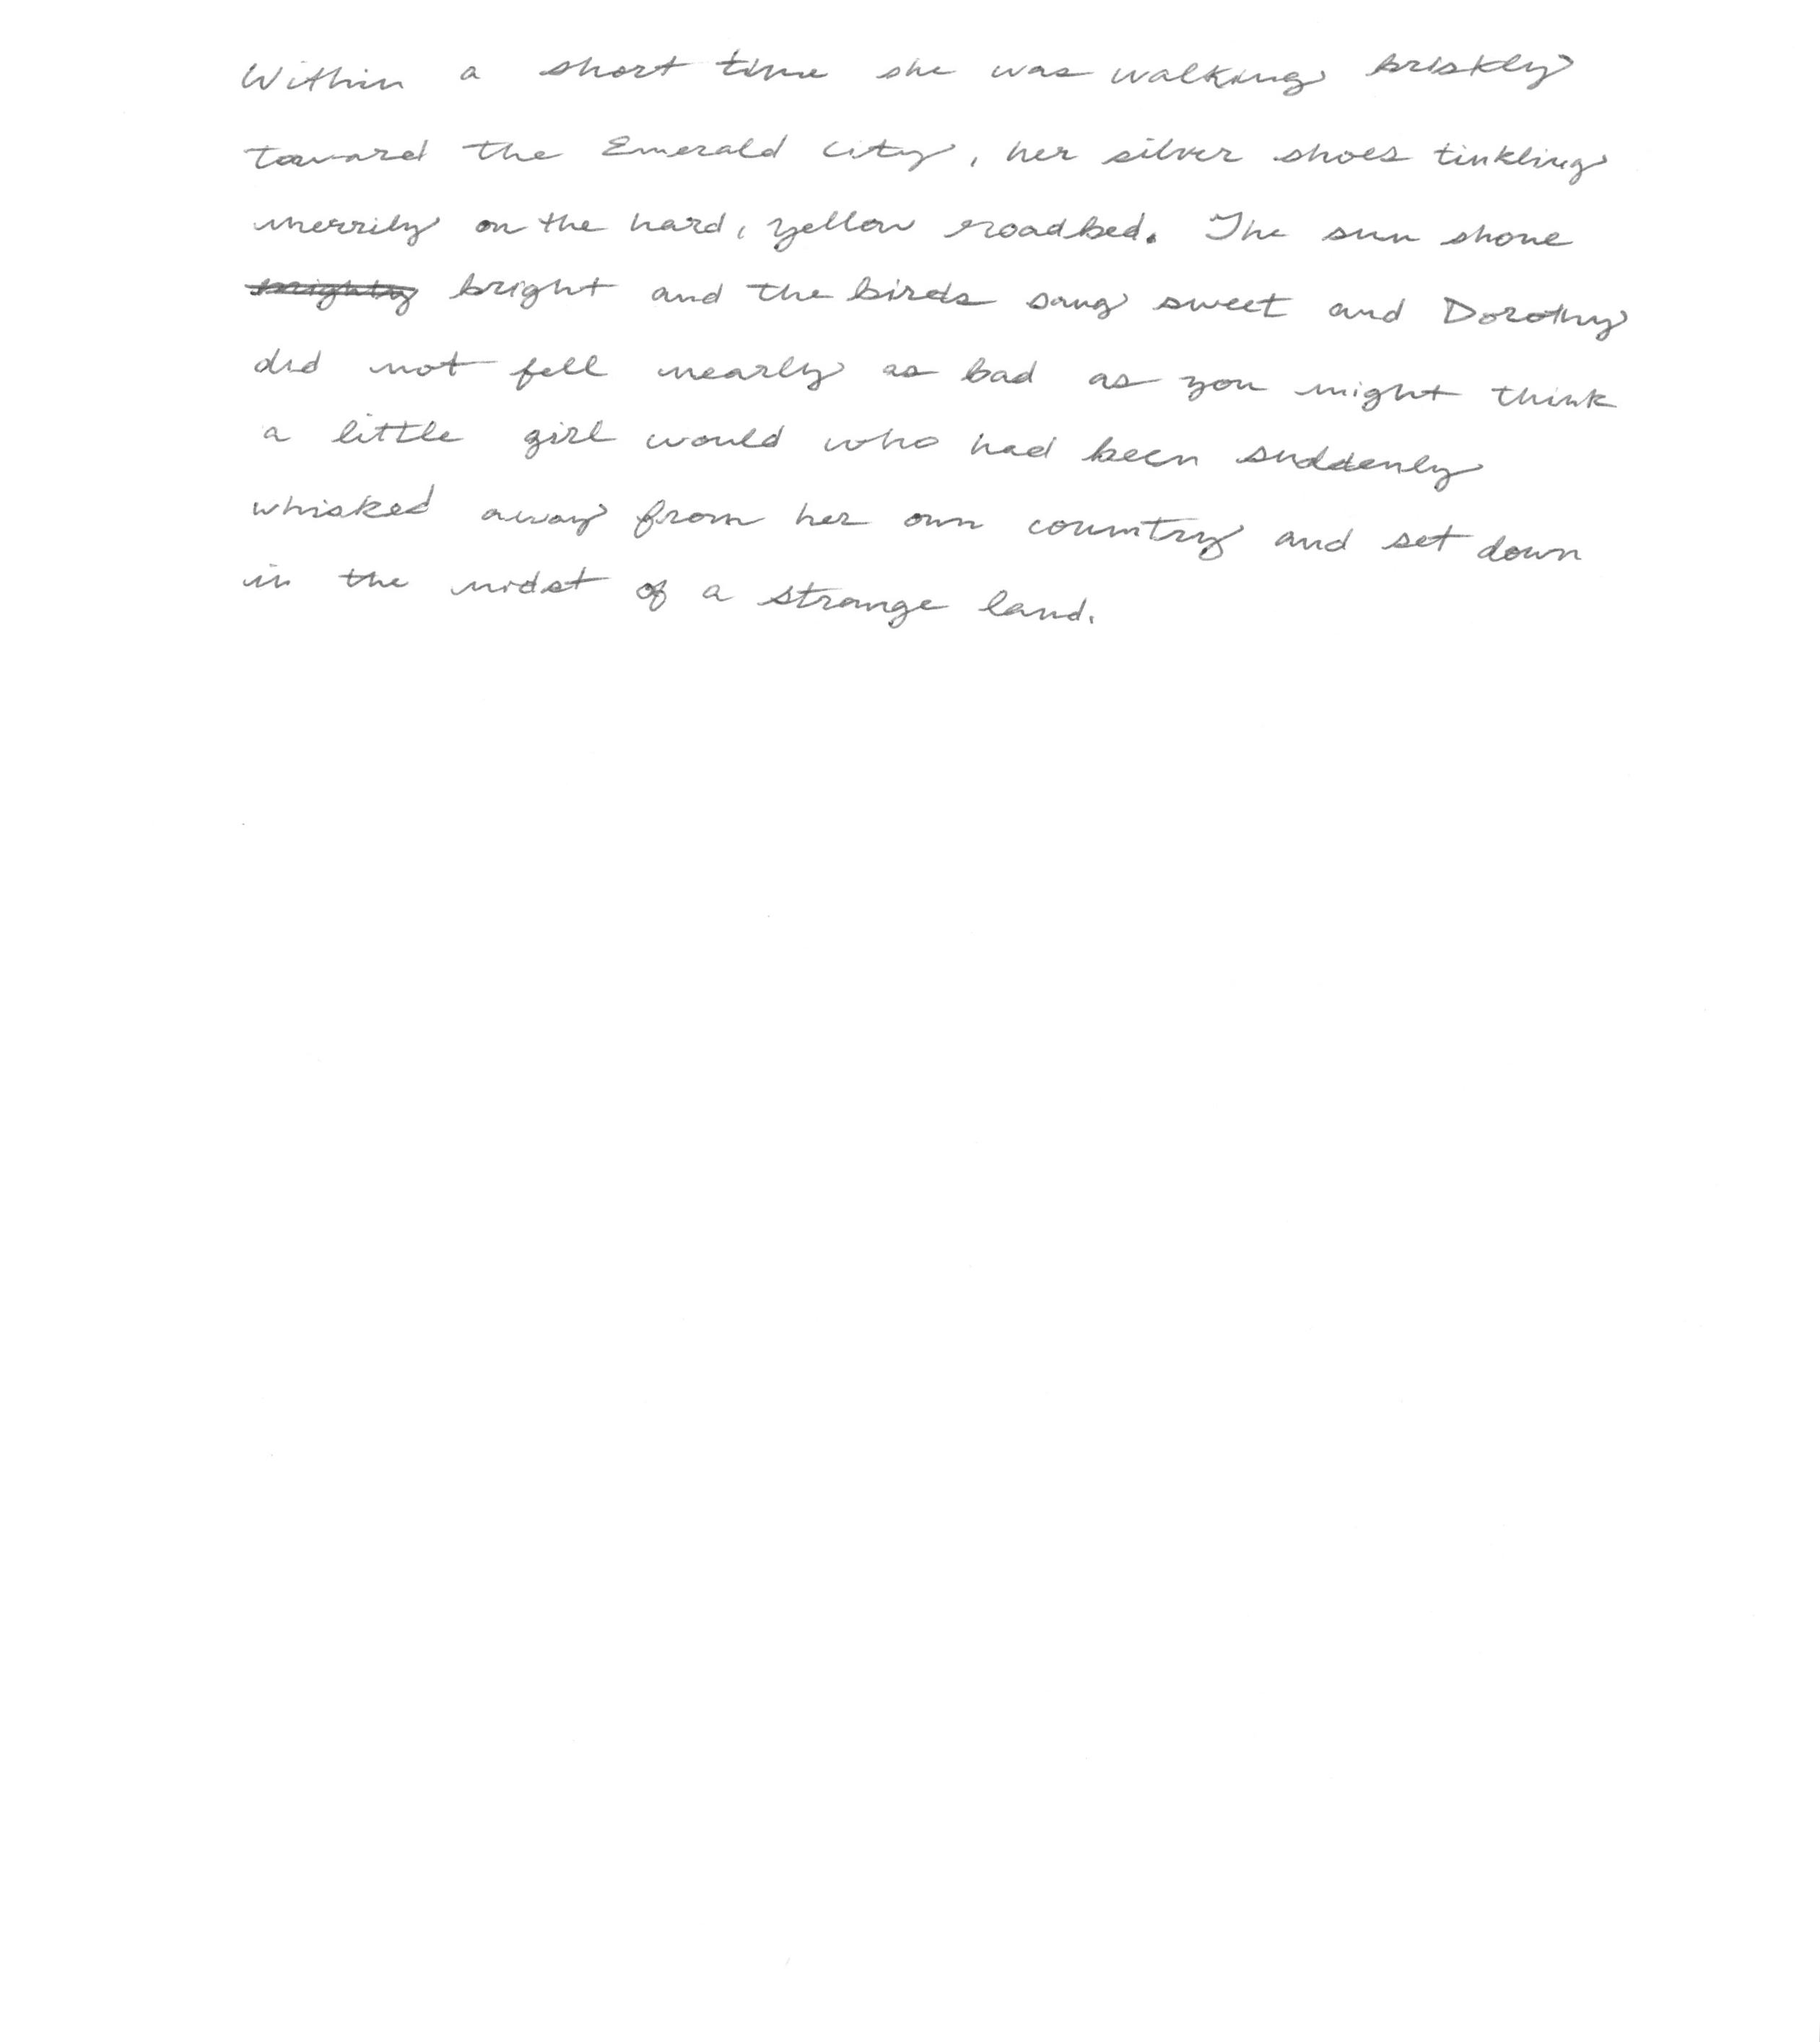 Within a short time she was walking briskly
toward the Emerald City, her silver shoes tinkling
merrily on the hard, yellow roadbed. The sun shone
bright and the birds sang sweet and Dorothy
did not fell nearly as bad as you might think
a little girl would who had been suddenly
whisked away from her own country and set down
in the midst of a strange land.